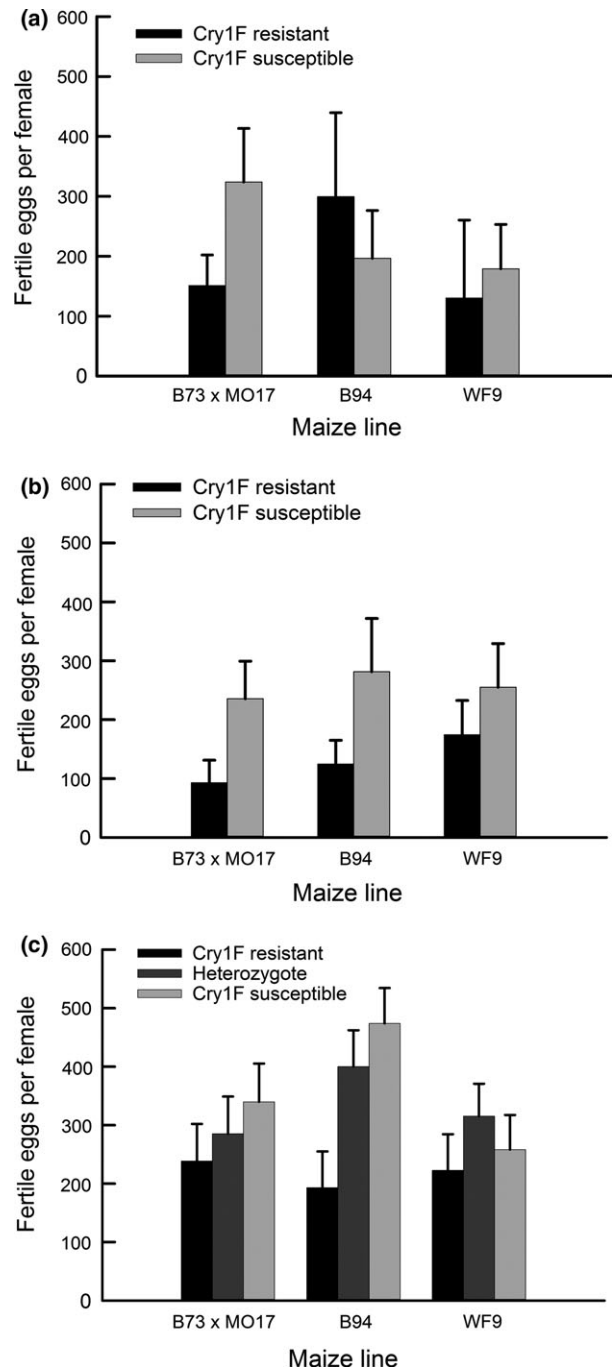 (a)
600
500
400
300
200
100
0
Fertile eggs per female
Cry1F resistant
Cry1F susceptible
B73 x MO17 B94 WF9
Maize line
(b)
600
500
400
300
200
100
0
Fertile eggs per female
Cry1F resistant
Cry1F susceptible
B73 x MO17 B94 WF9
Maize line
(c)
600
500
400
300
200
100
0
Fertile eggs per female
Cry1F resistant
Heterozygote
Cry1F susceptible
B73 x MO17 B94 WF9
Maize line